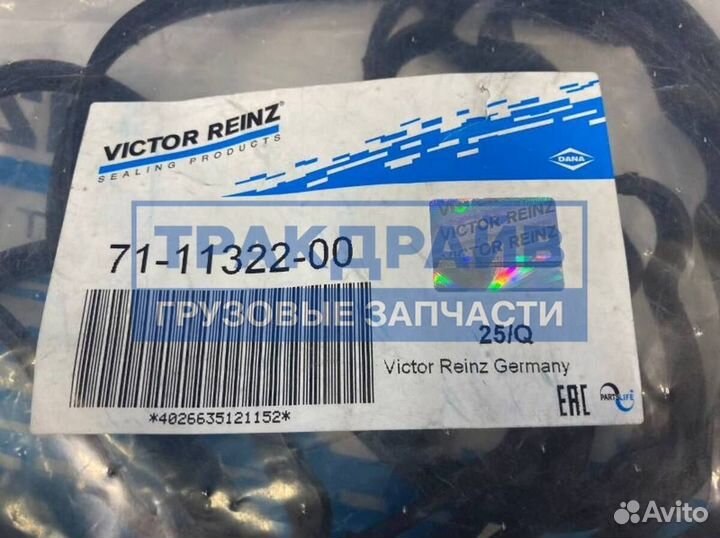 VICTOR REINZ®
SEALING PRODUCTS
DANA
VICTOR REINZ
VICTOR REINZ
71-11322-00
ТРАКДРАЙВ
ГРУЗОВЫЕ ЗАПЧАСТИ
25/Q
Victor Reinz Germany
*4026635121152*
EAC
PARTSLIFE
Avito